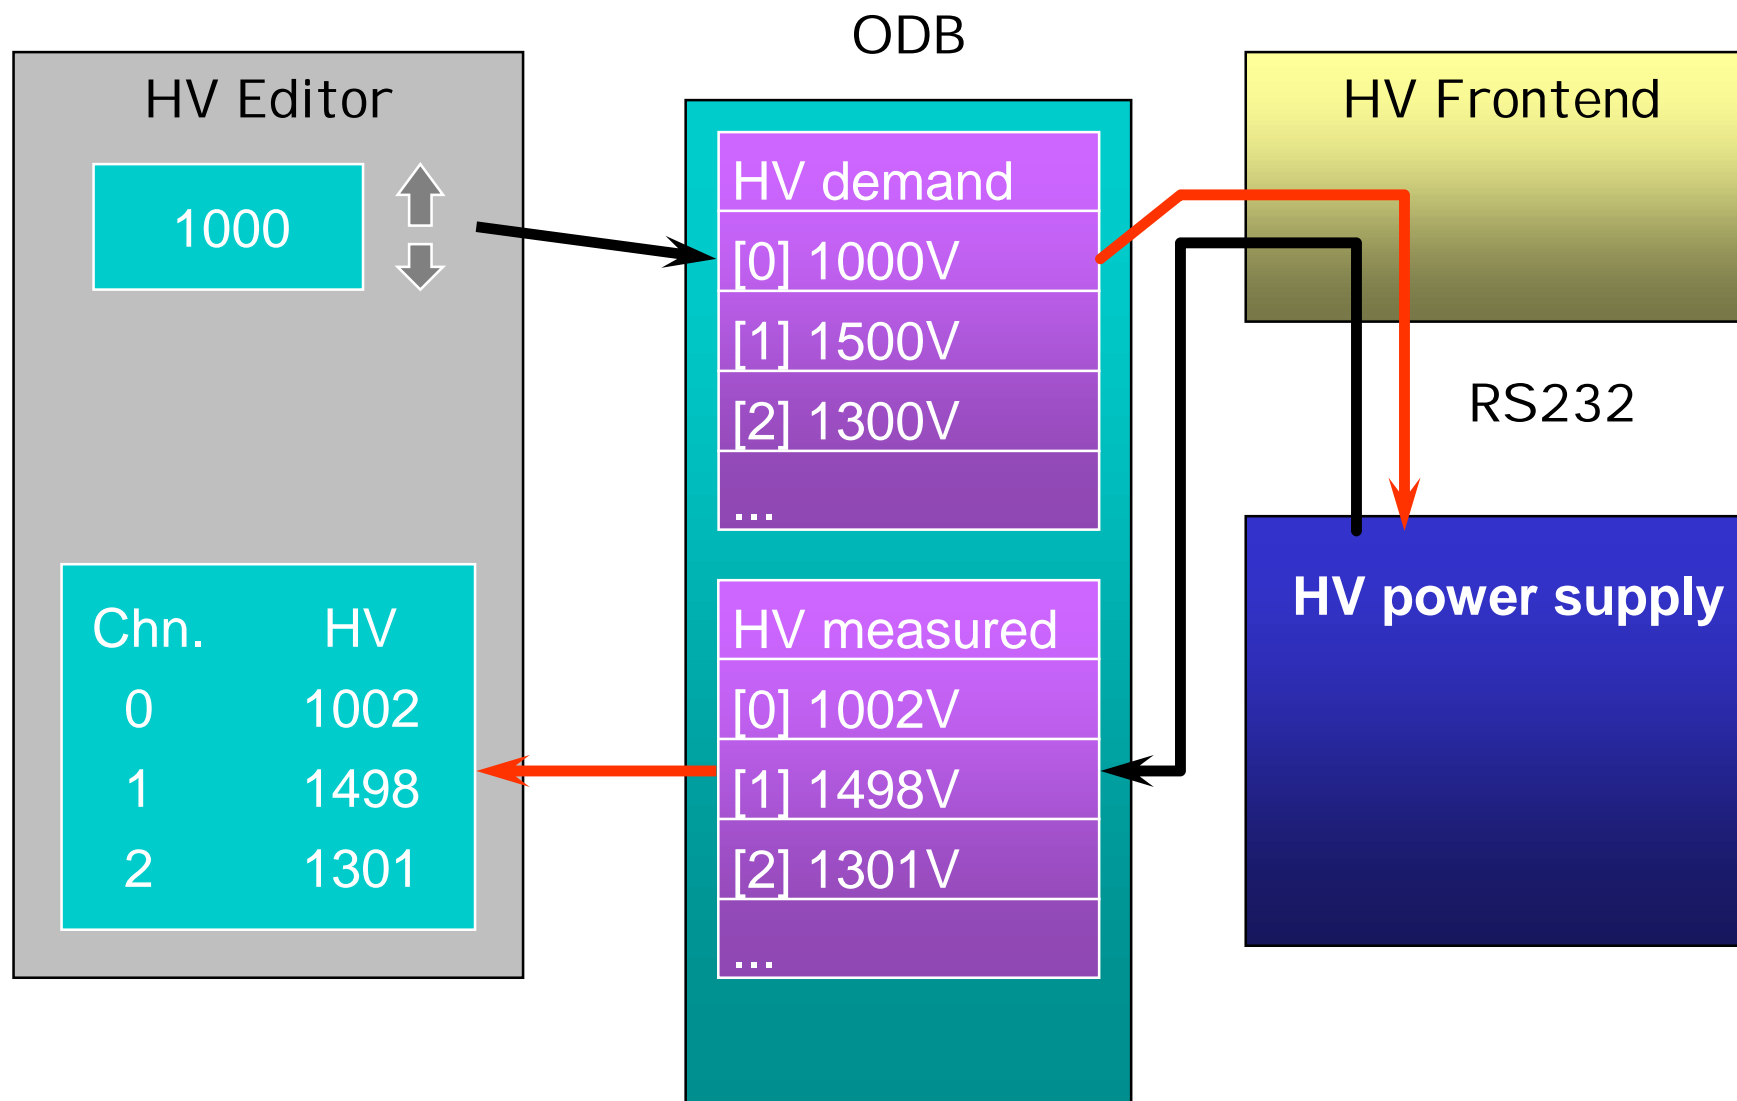 ODB
HV Editor
1000
Chn. HV
0 1002
1 1498
2 1301
HV demand
[0] 1000V
[1] 1500V
[2] 1300V
...
HV measured
[0] 1002V
[1] 1498V
[2] 1301V
...
HV Frontend
RS232
HV power supply